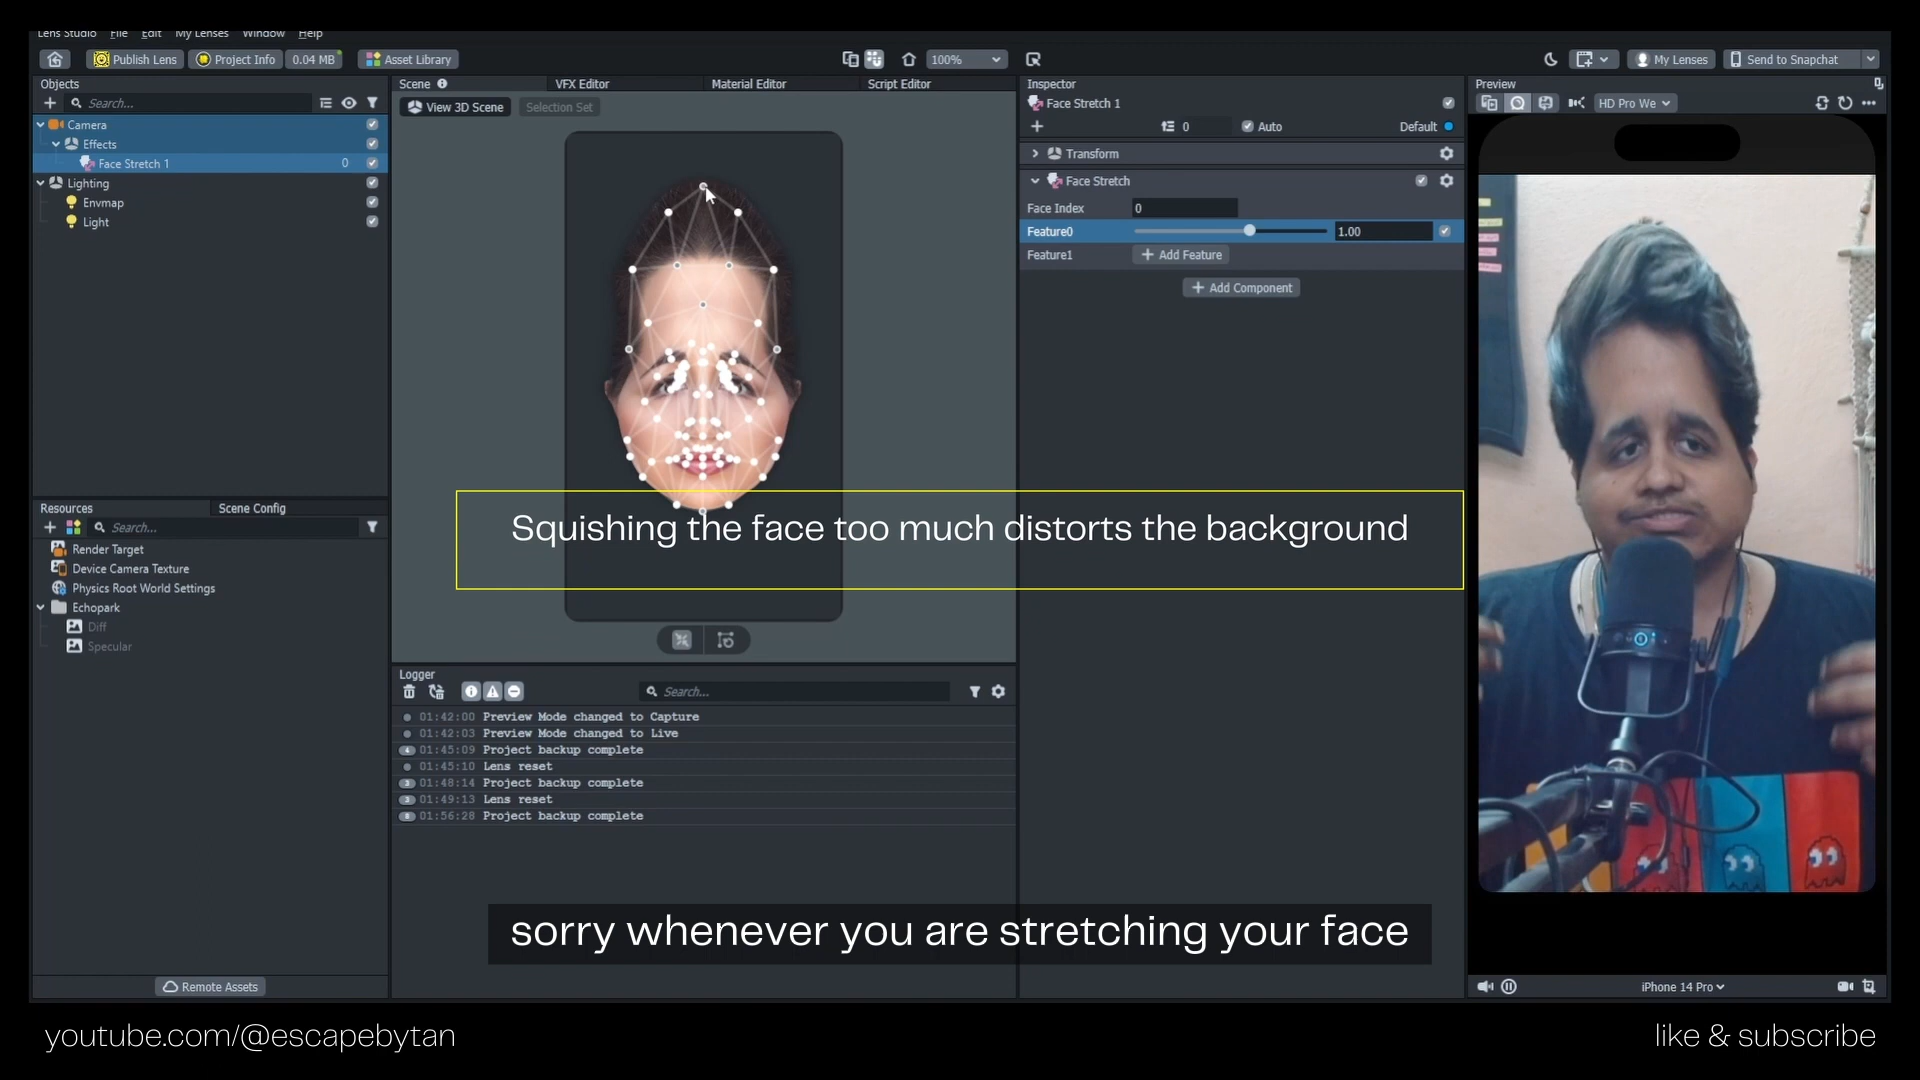 Lens Studio File Edit My Lenses Window Help
Publish Lens Project Info 0.04 MB Asset Library 100% My Lenses Send to Snapchat
Objects
Search...
Camera
Effects
Face Stretch 1 0
Lighting
Envmap
Light
Resources Scene Config
Search...
Render Target
Device Camera Texture
Physics Root World Settings
Echopark
Diff
Specular
Remote Assets
Scene VFX Editor Material Editor Script Editor
View 3D Scene Selection Set
Squishing the face too much distorts the background
Logger
Search...
01:42:00 Preview Mode changed to Capture
01:42:03 Preview Mode changed to Live
01:45:09 Project backup complete
01:45:10 Lens reset
01:48:14 Project backup complete
01:49:13 Lens reset
01:56:28 Project backup complete
Inspector
Face Stretch 1
0 Auto Default
Transform
Face Stretch
Face Index 0
Feature0 1.00
Feature1 Add Feature
Add Component
Preview
HD Pro We
iPhone 14 Pro
sorry whenever you are stretching your face
youtube.com/@escapebytan
like & subscribe